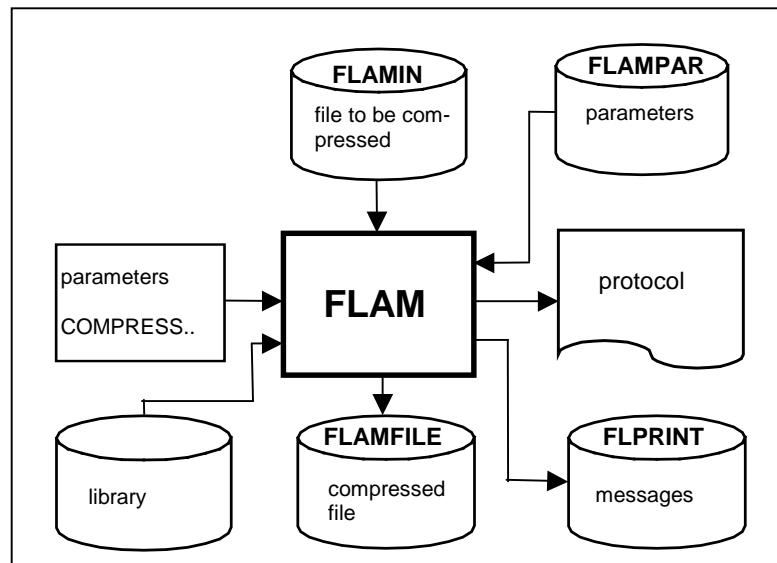 FLAMIN
file to be com-
pressed
FLAMPAR
parameters
parameters
COMPRESS..
FLAM
protocol
library
FLAMFILE
compressed
file
FLPRINT
messages